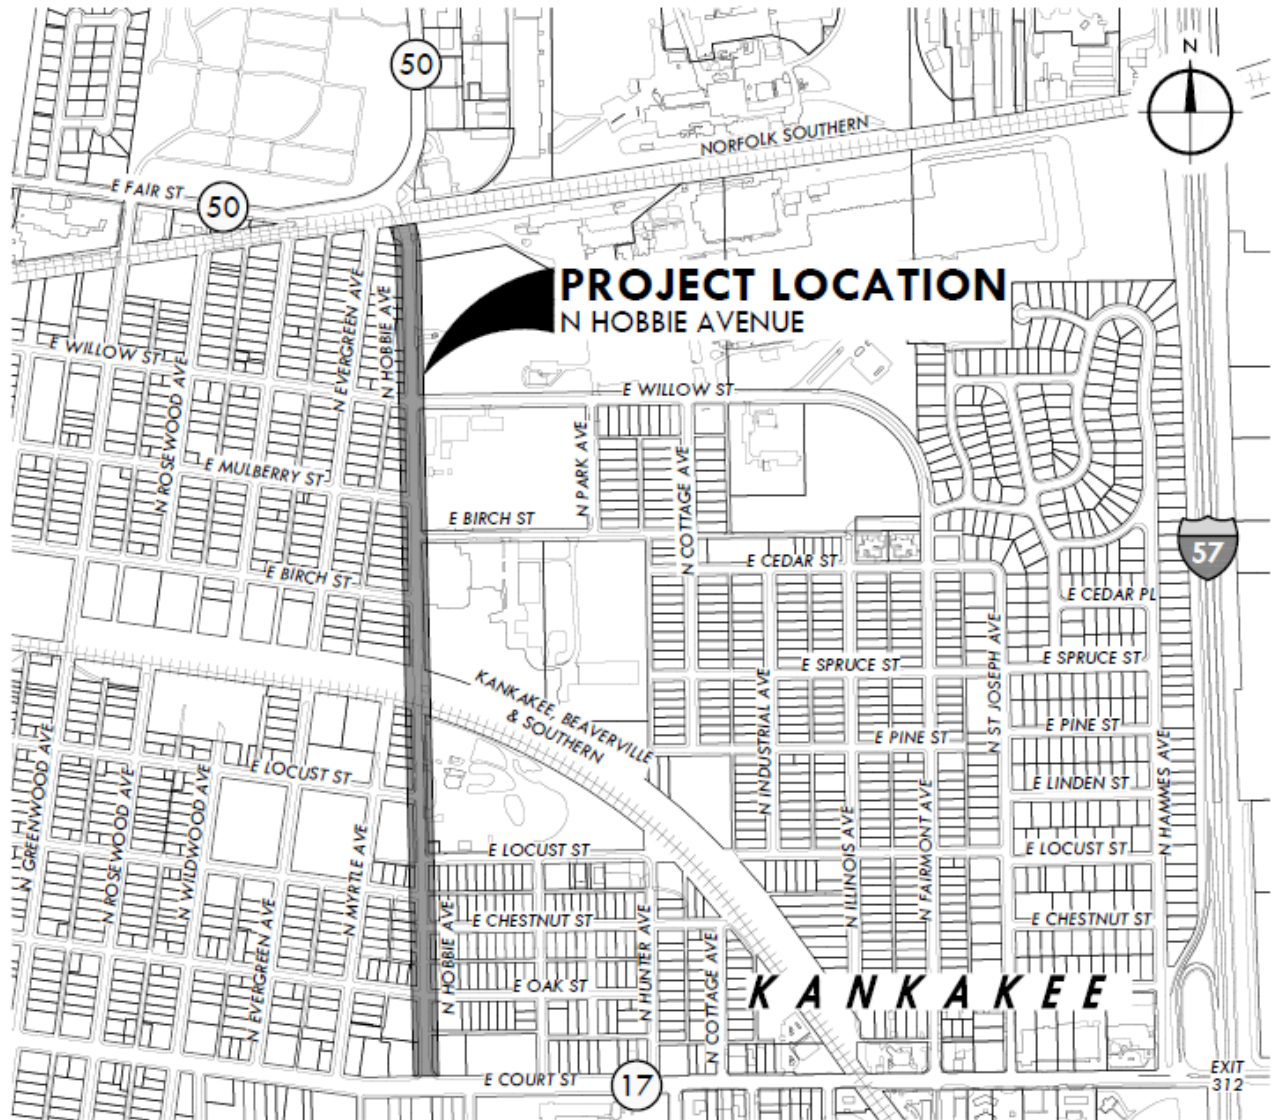 50
N
NORFOLK SOUTHERN
E FAIR ST
50
PROJECT LOCATION
N HOBBIE AVENUE
N EVERGREEN AVE
N HOBBIE AVE
E WILLOW ST
N ROSEWOOD AVE
E WILLOW ST
N PARK AVE
N COTTAGE AVE
E MULBERRY ST
E BIRCH ST
57
E CEDAR ST
E BIRCH ST
E CEDAR PL
N ST JOSEPH AVE
E SPRUCE ST
E SPRUCE ST
KANKAKEE, BEAVERVILLE
& SOUTHERN
N INDUSTRIAL AVE
E PINE ST
E PINE ST
N GREENWOOD AVE
E LOCUST ST
N ROSEWOOD AVE
N WILDWOOD AVE
N MYRTLE AVE
E LINDEN ST
N HAMMES AVE
N ILLINOIS AVE
N FAIRMONT AVE
E LOCUST ST
E LOCUST ST
N EVERGREEN AVE
N HOBBIE AVE
E CHESTNUT ST
N HUNTER AVE
N COTTAGE AVE
E CHESTNUT ST
E OAK ST
KANKAKEE
E COURT ST
17
EXIT
312